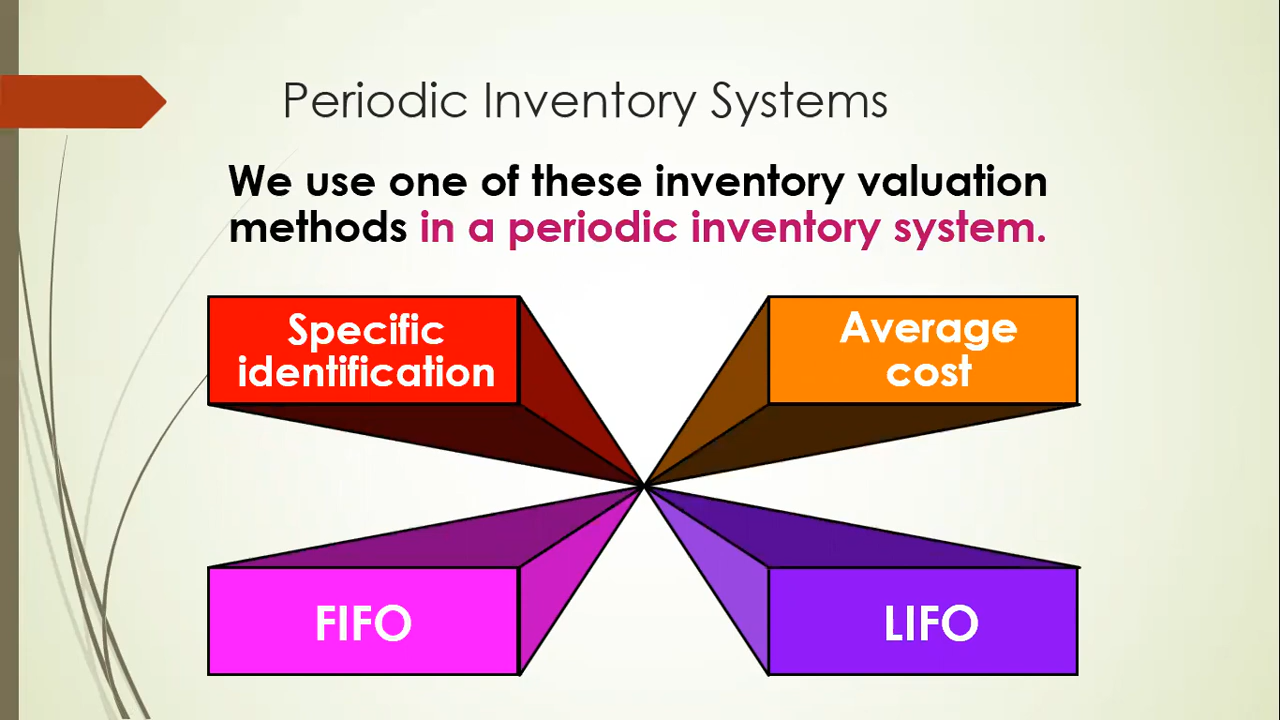 Periodic Inventory Systems
We use one of these inventory valuation
methods in a periodic inventory system.
Specific
identification
Average
cost
FIFO
LIFO